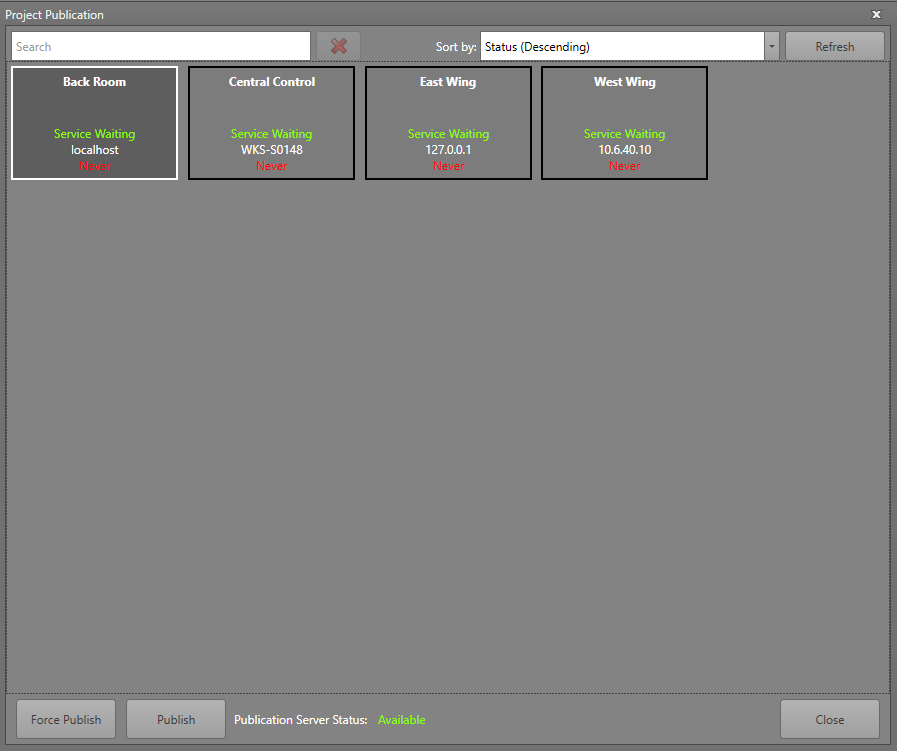 Project Publication
Search
Sort by:
Status (Descending)
Refresh
Back Room
Service Waiting
localhost
Never
Central Control
Service Waiting
WKS-S0148
Never
East Wing
Service Waiting
127.0.0.1
Never
West Wing
Service Waiting
10.6.40.10
Never
Force Publish
Publish
Publication Server Status:
Available
Close